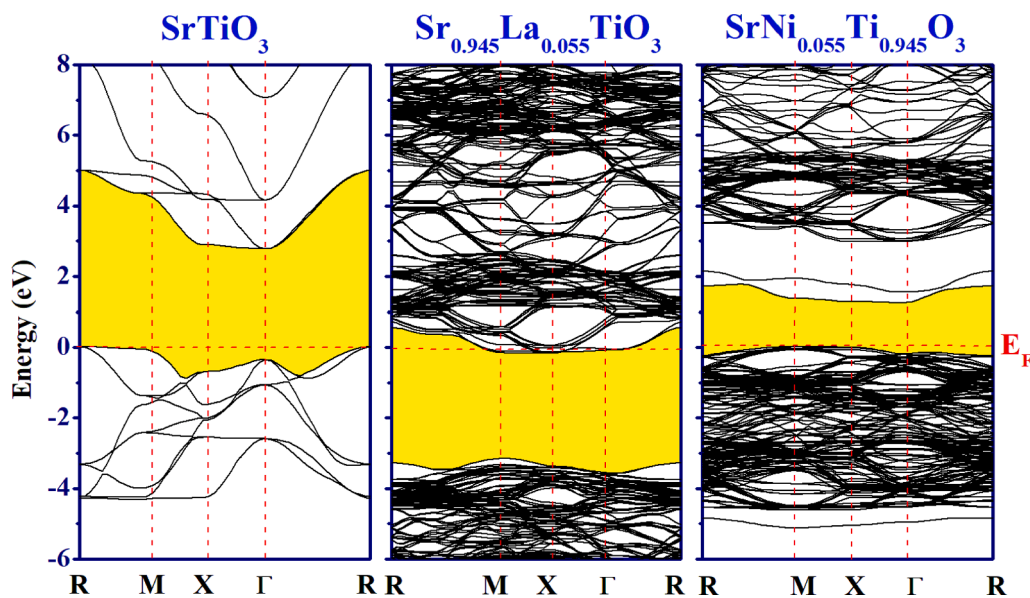 SrTiO3
Sr0.945La0.055TiO3
SrNi0.055Ti0.945O3
Energy (eV)
8
6
4
2
0
-2
-4
-6
EF
R M X Γ R
R M X Γ R
R M X Γ R